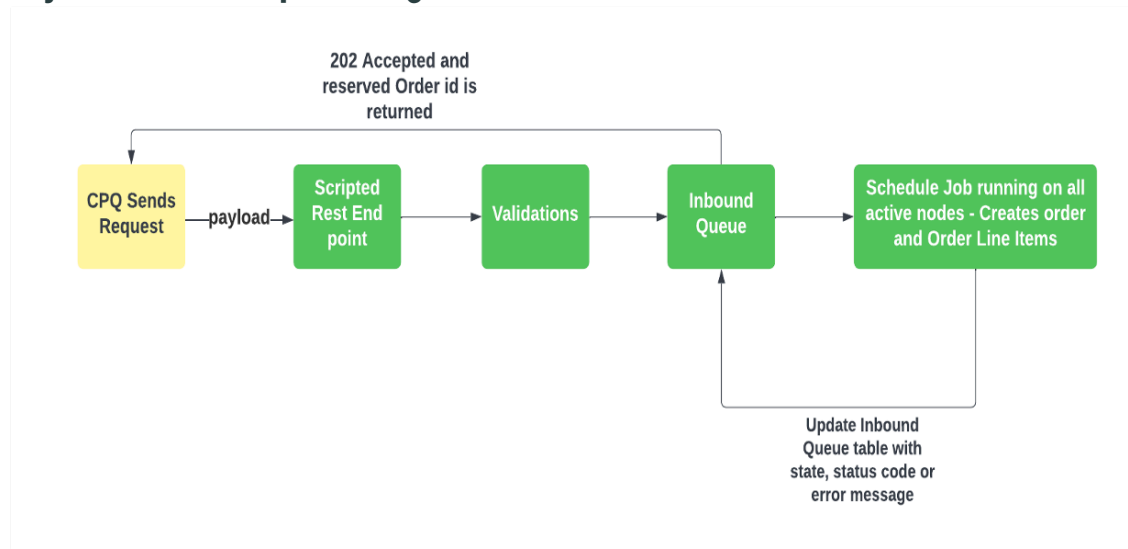 202 Accepted and
reserved Order id is
returned
CPQ Sends
Request
payload
Scripted
Rest End
point
Validations
Inbound
Queue
Schedule Job running on all
active nodes - Creates order
and Order Line Items
Update Inbound
Queue table with
state, status code or
error message